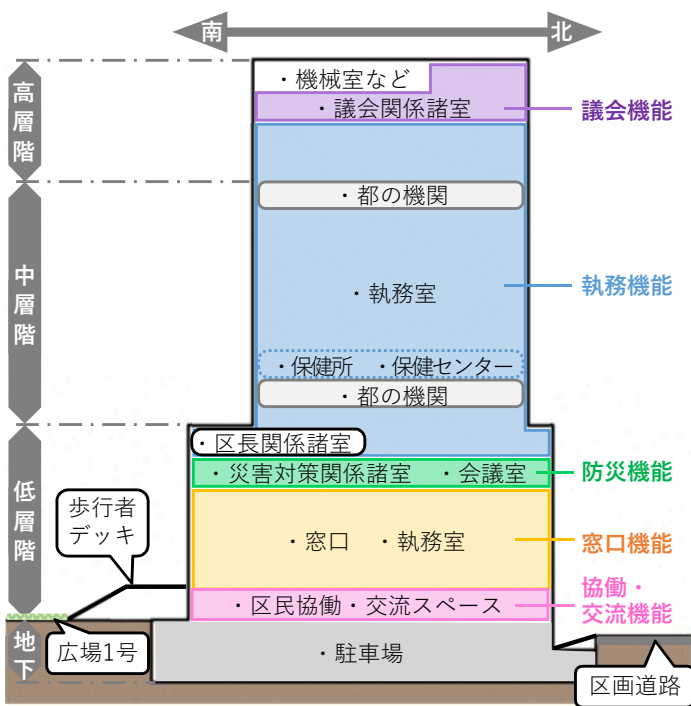 南
北
高層階
・機械室など
・議会関係諸室
議会機能
・都の機関
中層階
・執務室
執務機能
・保健所 ・保健センター
・都の機関
低層階
・区長関係諸室
・災害対策関係諸室 ・会議室
防災機能
歩行者
デッキ
・窓口 ・執務室
窓口機能
・区民協働・交流スペース
協働・
交流機能
地下
広場1号
・駐車場
区画道路